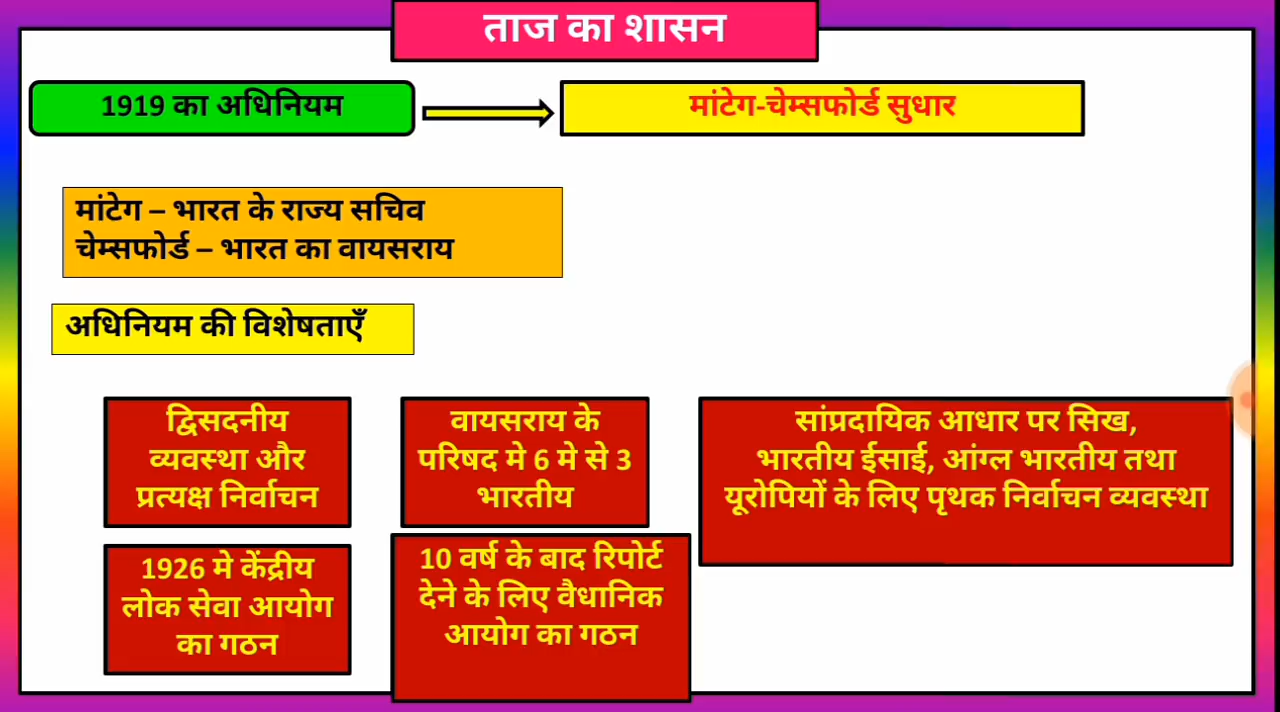 ताज का शासन
1919 का अधिनियम
मांटेग-चेम्सफोर्ड सुधार
मांटेग – भारत के राज्य सचिव
चेम्सफोर्ड – भारत का वायसराय
अधिनियम की विशेषताएँ
द्विसदनीय
व्यवस्था और
प्रत्यक्ष निर्वाचन
वायसराय के
परिषद मे 6 मे से 3
भारतीय
सांप्रदायिक आधार पर सिख,
भारतीय ईसाई, आंग्ल भारतीय तथा
यूरोपियों के लिए पृथक निर्वाचन व्यवस्था
1926 मे केंद्रीय
लोक सेवा आयोग
का गठन
10 वर्ष के बाद रिपोर्ट
देने के लिए वैधानिक
आयोग का गठन